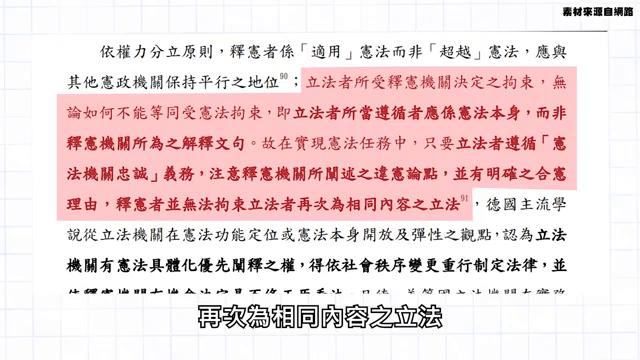 素材來源自網路
依權力分立原則，釋憲者係「適用」憲法而非「超越」憲法，應與
其他憲政機關保持平行之地位90；立法者所受釋憲機關決定之拘束，無
論如何不能等同受憲法拘束，即立法者所當遵循者應係憲法本身，而非
釋憲機關所為之解釋文句。故在實現憲法任務中，只要立法者遵循「憲
法機關忠誠」義務，注意釋憲機關所闡述之違憲論點，並有明確之合憲
理由，釋憲者並無法拘束立法者再次為相同內容之立法91，德國主流學
說從立法機關在憲法功能定位或憲法本身開放及彈性之觀點，認為立法
機關有憲法具體化優先闡釋之權，得依社會秩序變更重行制定法律，並
再次為相同內容之立法